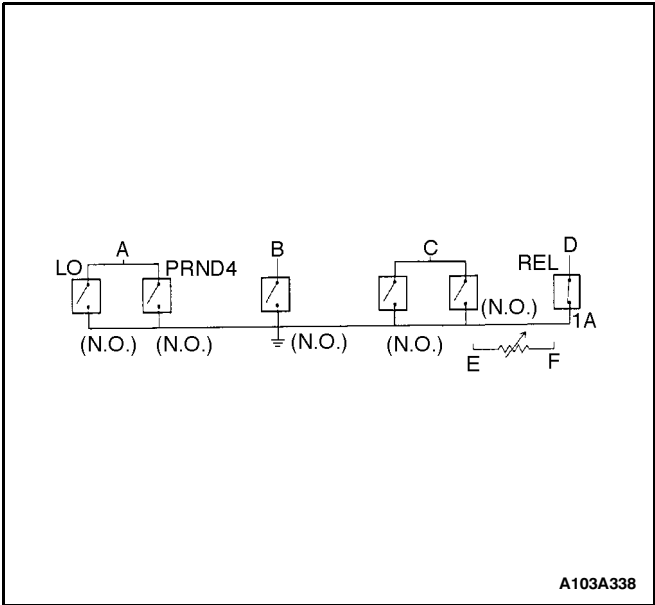 A B C D
LO PRND4 REL
(N.O.) (N.O.) (N.O.) (N.O.) (N.O.) 1A
E F
A103A338